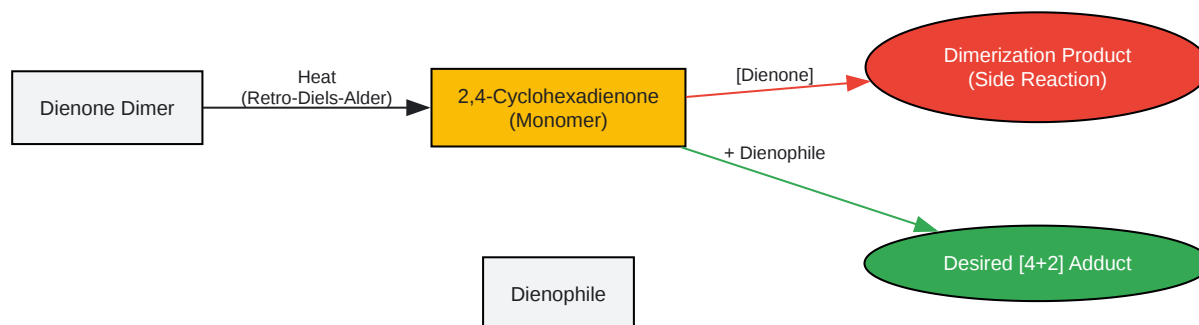 Dienone Dimer
Heat
(Retro-Diels-Alder)
2,4-Cyclohexadienone
(Monomer)
[Dienone]
Dimerization Product
(Side Reaction)
+ Dienophile
Desired [4+2] Adduct
Dienophile